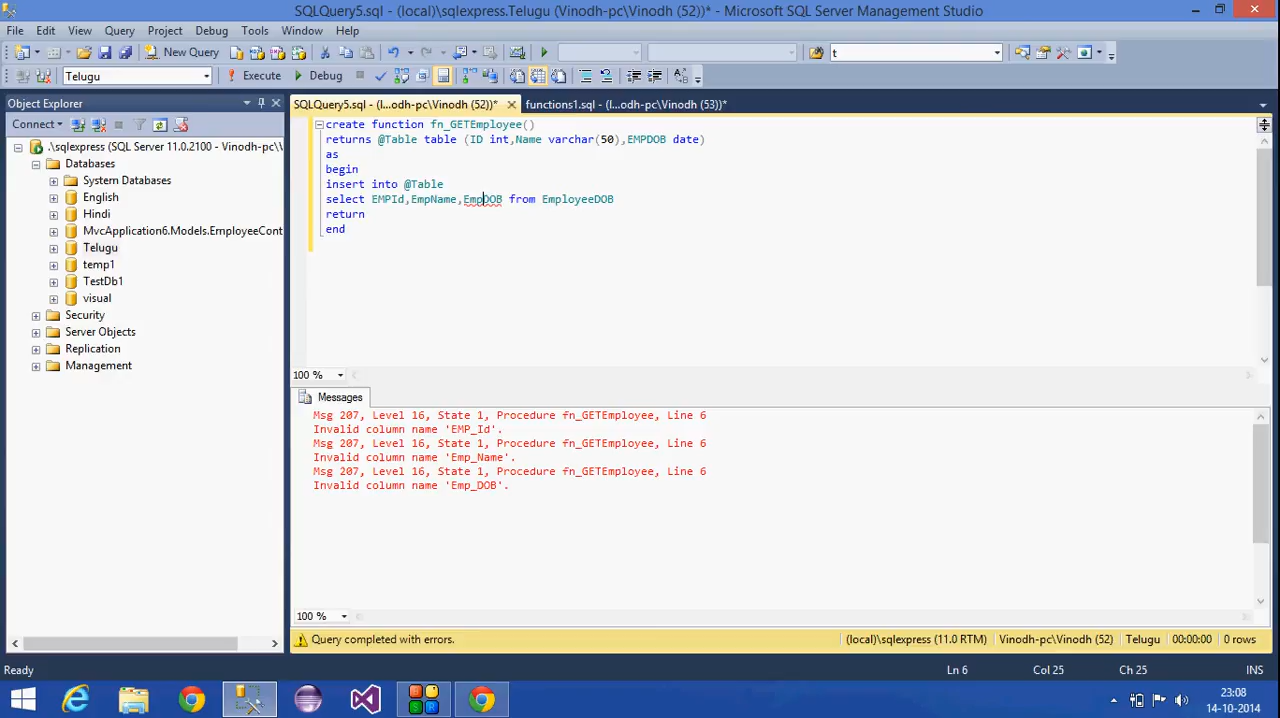 SQLQuery5.sql - (local)\sqlexpress.Telugu (Vinodh-pc\Vinodh (52))* - Microsoft SQL Server Management Studio
File Edit View Query Project Debug Tools Window Help
New Query t
Telugu Execute Debug
Object Explorer
Connect
.\sqlexpress (SQL Server 11.0.2100 - Vinodh-pc\
Databases
System Databases
English
Hindi
MvcApplication6.Models.EmployeeCont
Telugu
temp1
TestDb1
visual
Security
Server Objects
Replication
Management
SQLQuery5.sql - (l...odh-pc\Vinodh (52))* functions1.sql - (l...odh-pc\Vinodh (53))*
create function fn_GETEmployee()
returns @Table table (ID int,Name varchar(50),EMPDOB date)
as
begin
insert into @Table
select EMPId,EmpName,EmpDOB from EmployeeDOB
return
end
100 %
Messages
Msg 207, Level 16, State 1, Procedure fn_GETEmployee, Line 6
Invalid column name 'EMP_Id'.
Msg 207, Level 16, State 1, Procedure fn_GETEmployee, Line 6
Invalid column name 'Emp_Name'.
Msg 207, Level 16, State 1, Procedure fn_GETEmployee, Line 6
Invalid column name 'Emp_DOB'.
100 %
Query completed with errors. (local)\sqlexpress (11.0 RTM) Vinodh-pc\Vinodh (52) Telugu 00:00:00 0 rows
Ready Ln 6 Col 25 Ch 25 INS
23:08
14-10-2014